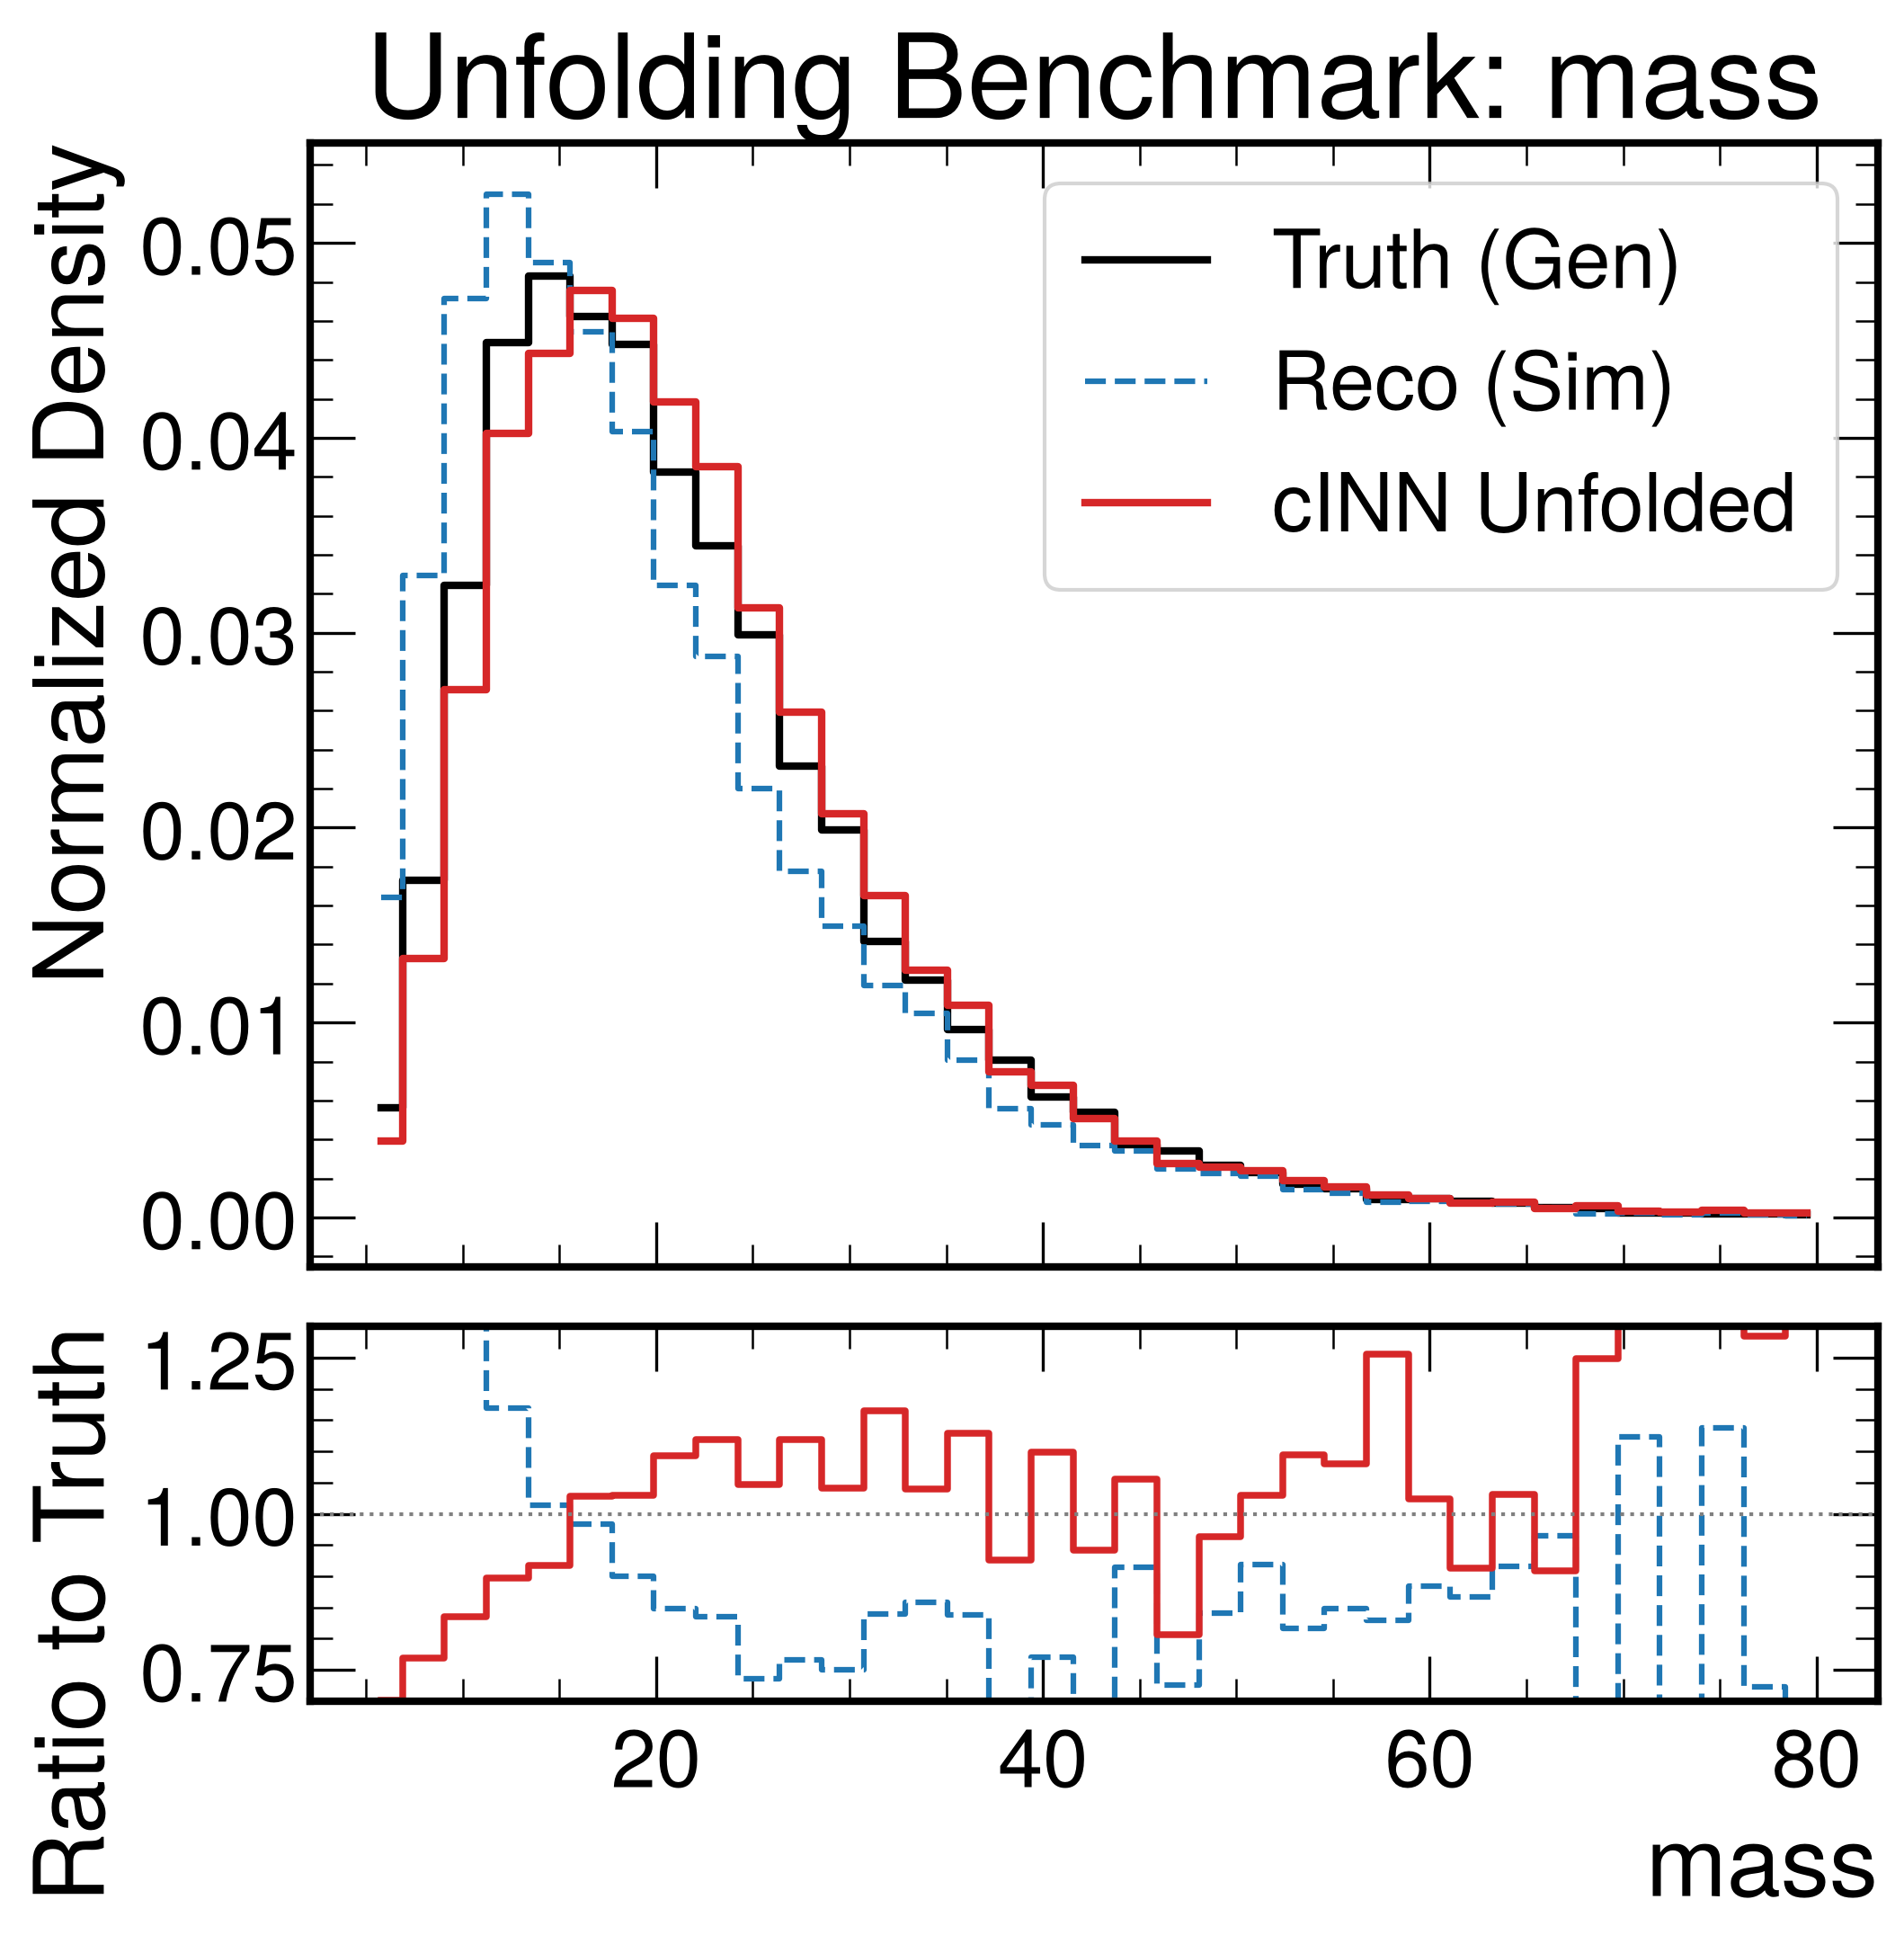 Unfolding Benchmark: mass
Normalized Density
0.05
0.04
0.03
0.02
0.01
0.00
Truth (Gen)
Reco (Sim)
cINN Unfolded
Ratio to Truth
1.25
1.00
0.75
20
40
60
80
mass